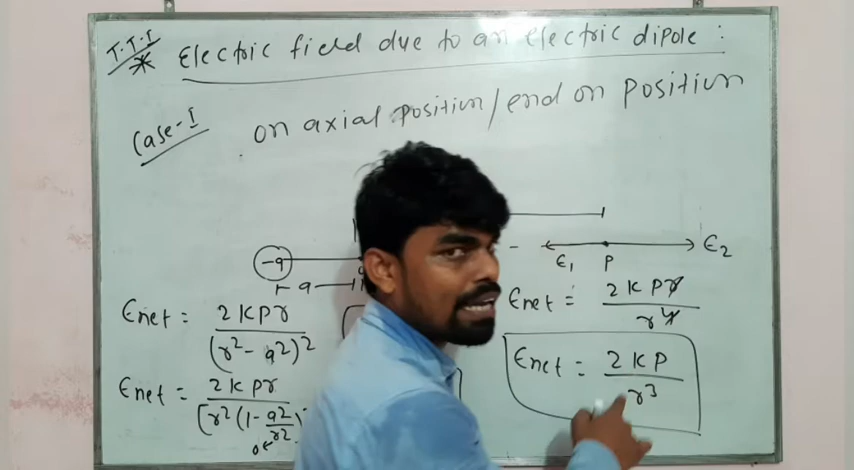 T.T.I
* Electric field due to an electric dipole :
Case-I
on axial position/end on position
-q
E1 P E2
a
Enet = 2KPr / (r² - a²)²
Enet = 2KPr / [r²(1 - a²/r²)
0
Enet = 2KPr / r⁴
Enet = 2KP / r³